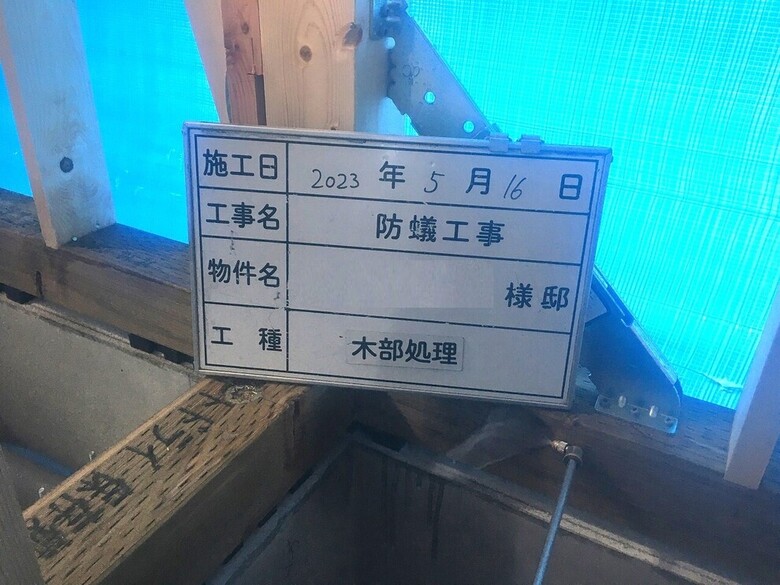 施工日 2023 年 5 月 16 日
工事名 防蟻工事
物件名 様邸
工種 木部処理